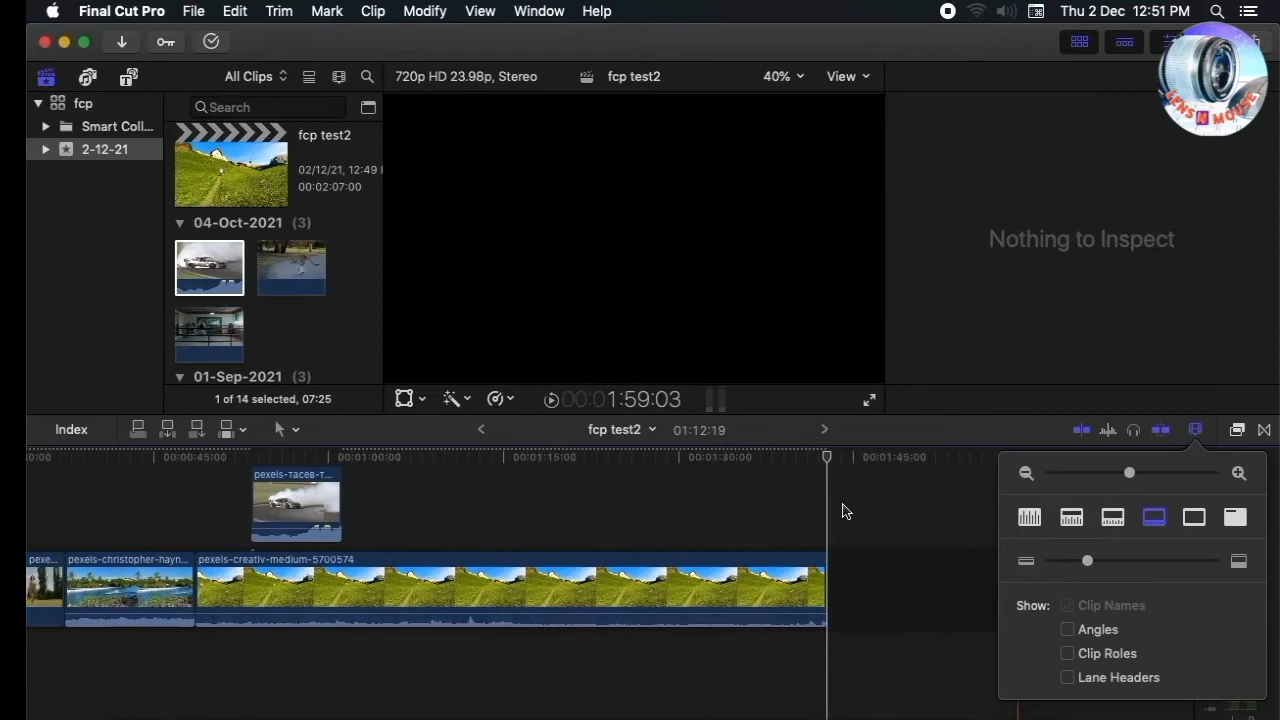 Final Cut Pro File Edit Trim Mark Clip Modify View Window Help Thu 2 Dec 12:51 PM
All Clips 720p HD 23.98p, Stereo fcp test2 40% View
LENS N MOUSE
fcp
Search
Smart Coll...
2-12-21
fcp test2
02/12/21, 12:49
00:02:07:00
04-Oct-2021 (3)
Nothing to Inspect
01-Sep-2021 (3)
1 of 14 selected, 07:25
00:01:59:03
Index fcp test2 01:12:19
00:00 00:00:45:00 00:01:00:00 00:01:15:00 00:01:30:00 00:01:45:00
pexels-тасев-т...
pexe... pexels-christopher-hayn... pexels-creativ-medium-5700574
Show: Clip Names
Angles
Clip Roles
Lane Headers